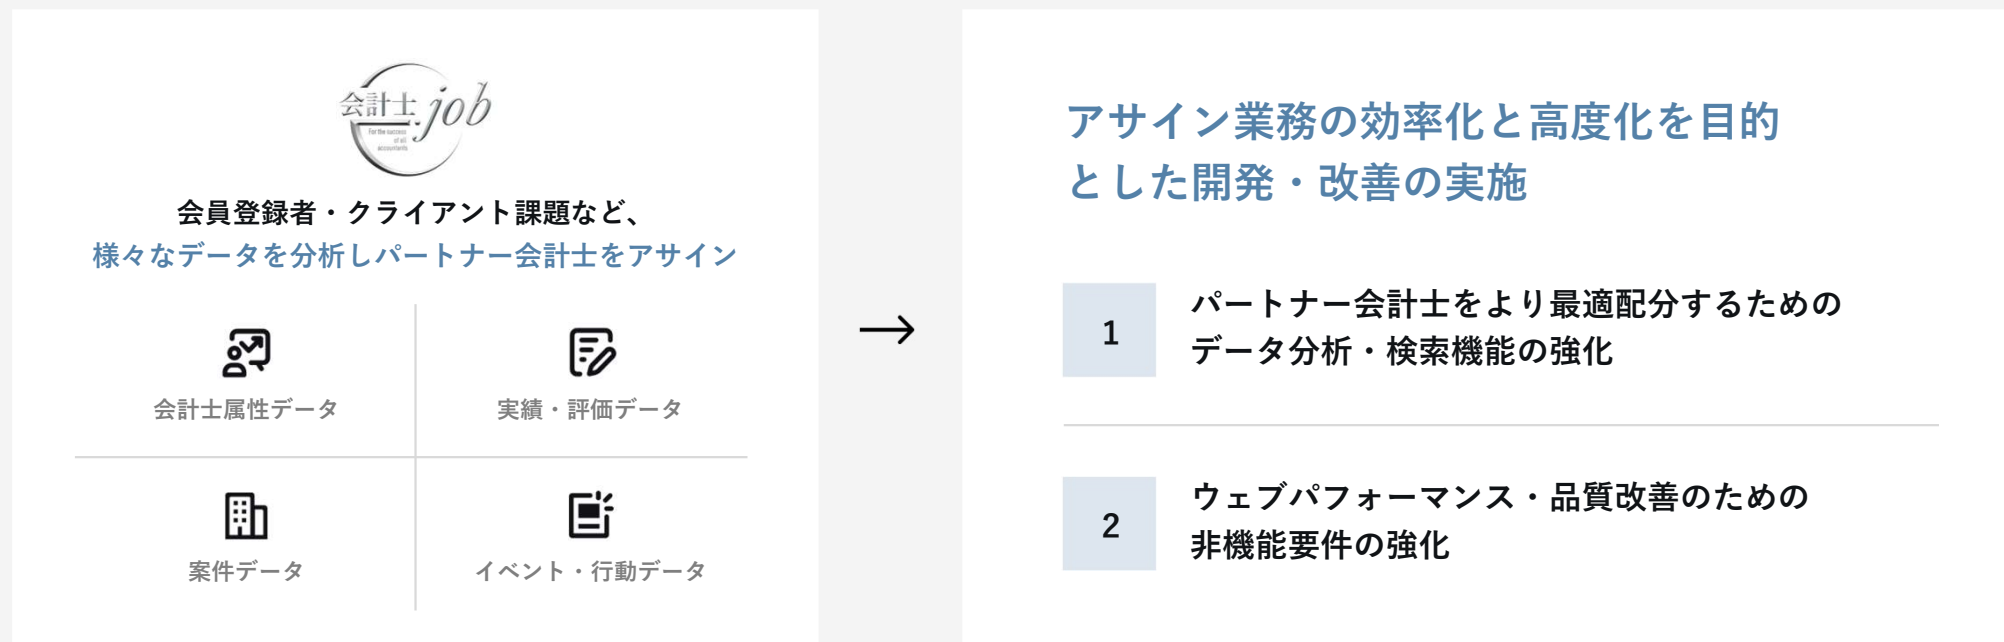 会計士.job
For the success
of all
accountants
会員登録者・クライアント課題など、
様々なデータを分析しパートナー会計士をアサイン
会計士属性データ
実績・評価データ
案件データ
イベント・行動データ
→
アサイン業務の効率化と高度化を目的
とした開発・改善の実施
1
パートナー会計士をより最適配分するための
データ分析・検索機能の強化
2
ウェブパフォーマンス・品質改善のための
非機能要件の強化